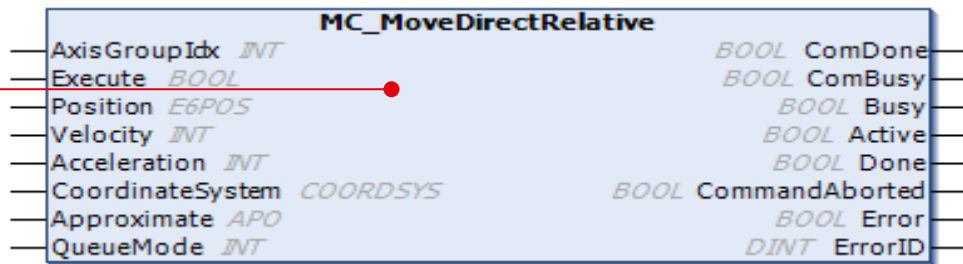 MC_MoveDirectRelative
AxisGroupIdx INT BOOL ComDone
Execute BOOL BOOL ComBusy
Position E6POS BOOL Busy
Velocity INT BOOL Active
Acceleration INT BOOL Done
CoordinateSystem COORDSYS BOOL CommandAborted
Approximate APO BOOL Error
QueueMode INT DINT ErrorID